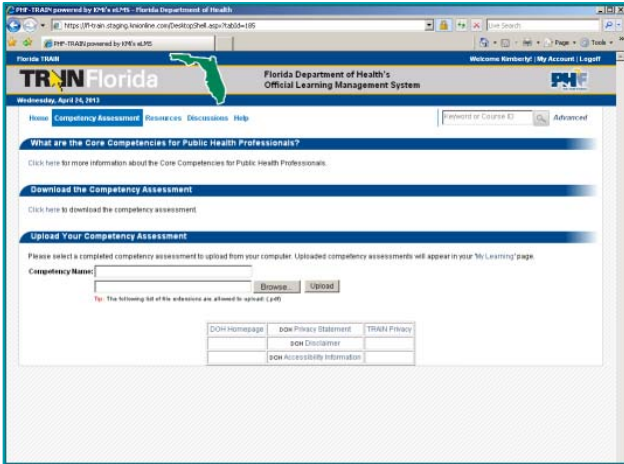 PHF-TRAIN powered by KMI's eLMS - Florida Department of Health
https://fl-train.staging.kmionline.com/DesktopShell.aspx?tabId=185
Live Search
PHF-TRAIN powered by KMI's eLMS
Page
Tools
Florida TRAIN
Welcome Kimberly! | My Account | Logoff
TRAIN Florida
Florida Department of Health's
Official Learning Management System
PHF
Wednesday, April 24, 2013
Home Competency Assessment Resources Discussions Help
Keyword or Course ID
Advanced
What are the Core Competencies for Public Health Professionals?
Click here for more information about the Core Competencies for Public Health Professionals.
Download the Competency Assessment
Click here to download the competency assessment.
Upload Your Competency Assessment
Please select a completed competency assessment to upload from your computer. Uploaded competency assessments will appear in your 'My Learning' page.
Competency Name:
Browse... Upload
Tip: The following list of file extensions are allowed to upload: (.pdf)
DOH Homepage DOH Privacy Statement TRAIN Privacy
DOH Disclaimer
DOH Accessibility Information